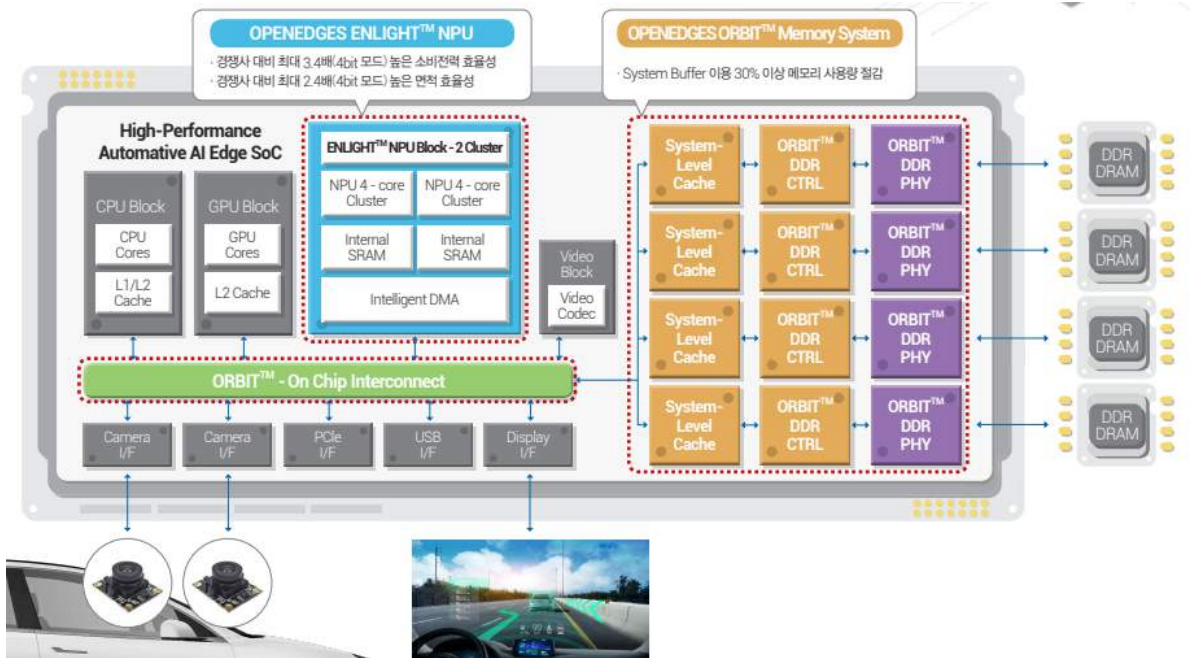 OPENEDGES ENLIGHT™ NPU
· 경쟁사 대비 최대 3.4배(4bit 모드) 높은 소비전력 효율성
· 경쟁사 대비 최대 2.4배(4bit 모드) 높은 면적 효율성
OPENEDGES ORBIT™ Memory System
· System Buffer 이용 30% 이상 메모리 사용량 절감
High-Performance
Automative AI Edge SoC
CPU Block
CPU
Cores
L1/L2
Cache
GPU Block
GPU
Cores
L2 Cache
ENLIGHT™ NPU Block - 2 Cluster
NPU 4 - core
Cluster
NPU 4 - core
Cluster
Internal
SRAM
Internal
SRAM
Intelligent DMA
Video
Block
Video
Codec
ORBIT™ - On Chip Interconnect
Camera
I/F
Camera
I/F
PCIe
I/F
USB
I/F
Display
I/F
System-
Level
Cache
ORBIT™
DDR
CTRL
ORBIT™
DDR
PHY
DDR
DRAM
System-
Level
Cache
ORBIT™
DDR
CTRL
ORBIT™
DDR
PHY
DDR
DRAM
System-
Level
Cache
ORBIT™
DDR
CTRL
ORBIT™
DDR
PHY
DDR
DRAM
System-
Level
Cache
ORBIT™
DDR
CTRL
ORBIT™
DDR
PHY
DDR
DRAM